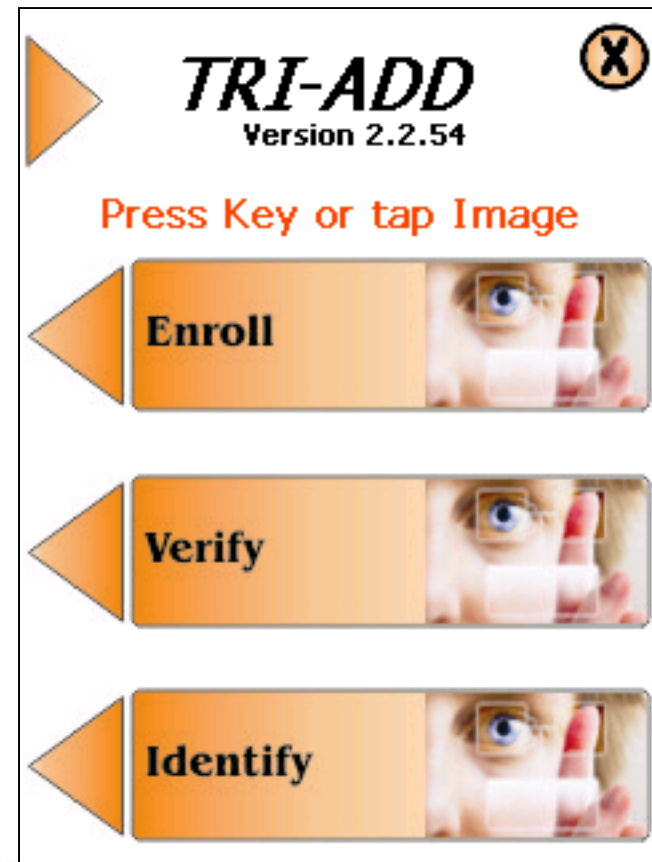 TRI-ADD
X
Version 2.2.54
Press Key or tap Image
Enroll
Verify
Identify